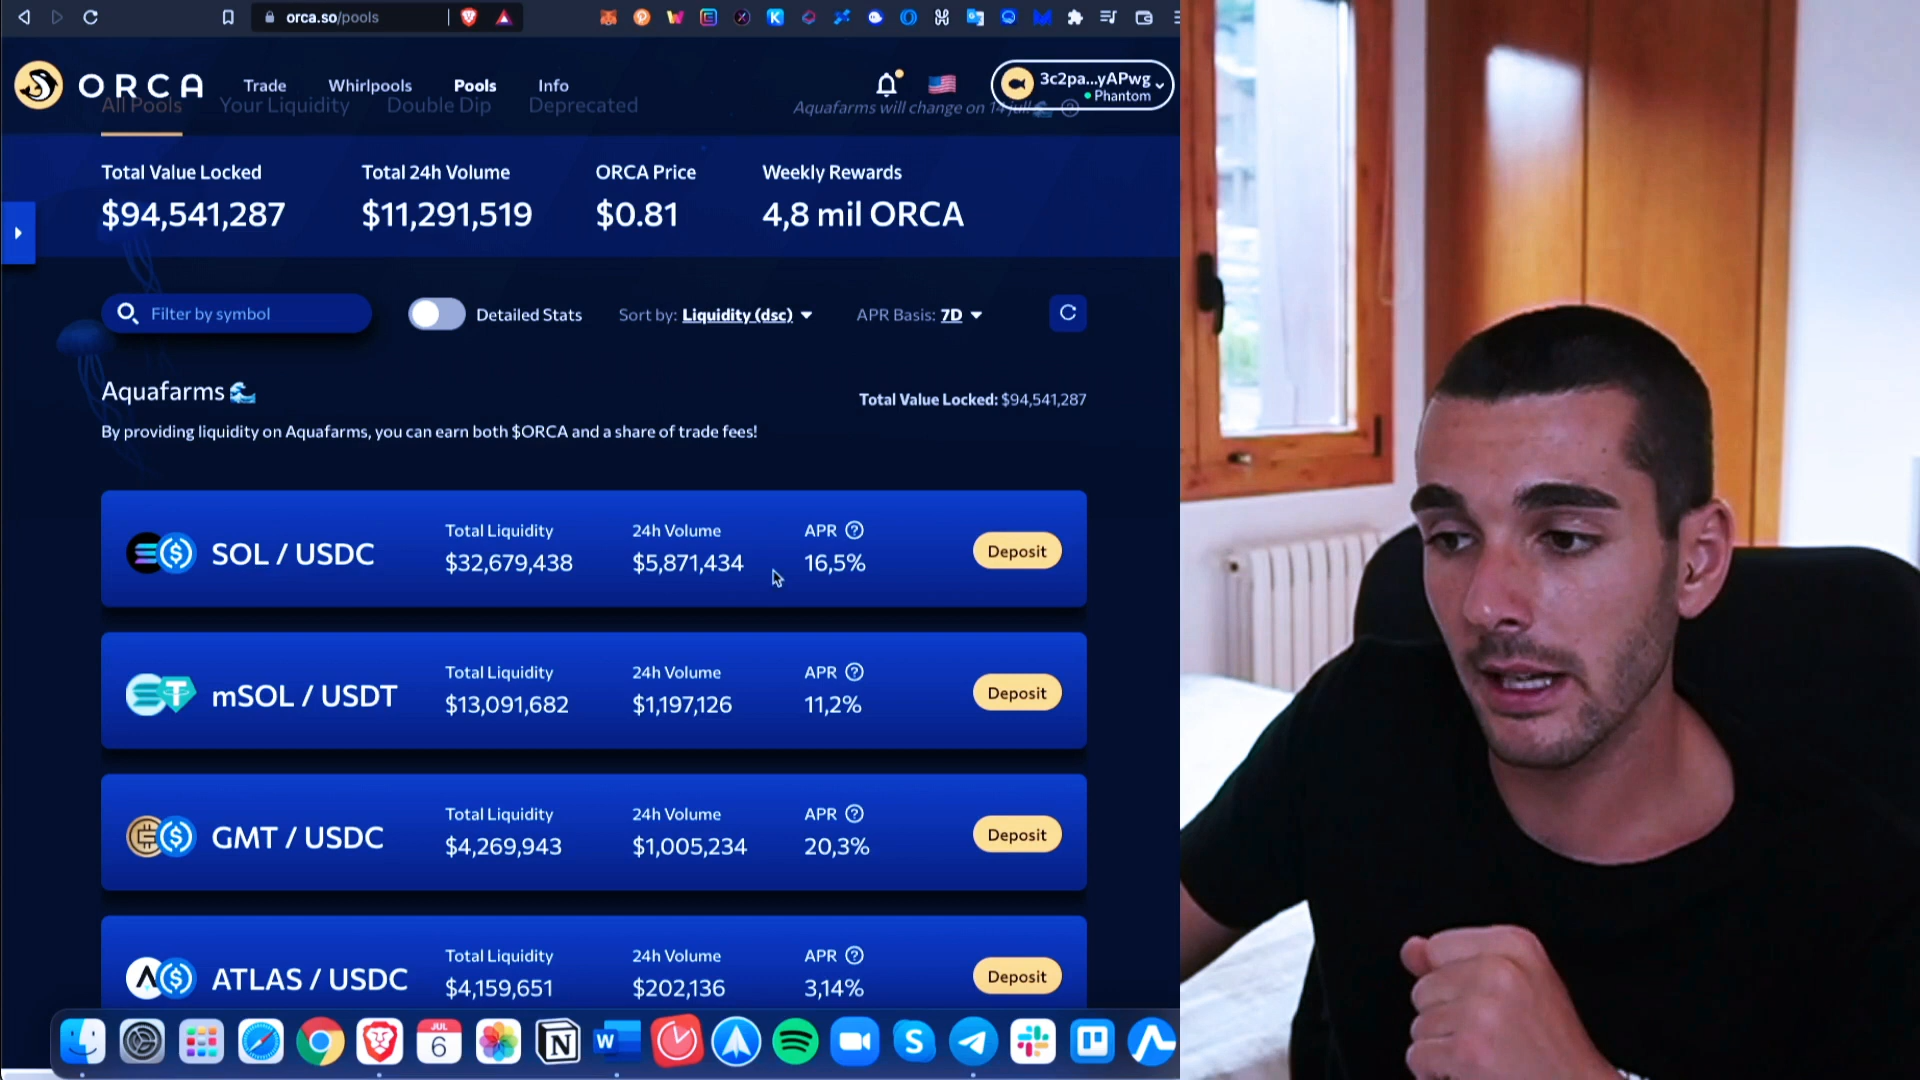 orca.so/pools
ORCA
Trade
Whirlpools
Pools
Info
3c2pa...yAPwg
Phantom
All Pools
Your Liquidity
Double Dip
Deprecated
Aquafarms will change on 14 jul!
Total Value Locked
Total 24h Volume
ORCA Price
Weekly Rewards
$94,541,287
$11,291,519
$0.81
4,8 mil ORCA
Filter by symbol
Detailed Stats
Sort by: Liquidity (dsc)
APR Basis: 7D
Aquafarms
Total Value Locked: $94,541,287
By providing liquidity on Aquafarms, you can earn both $ORCA and a share of trade fees!
SOL / USDC
Total Liquidity
$32,679,438
24h Volume
$5,871,434
APR ?
16,5%
Deposit
mSOL / USDT
Total Liquidity
$13,091,682
24h Volume
$1,197,126
APR ?
11,2%
Deposit
GMT / USDC
Total Liquidity
$4,269,943
24h Volume
$1,005,234
APR ?
20,3%
Deposit
ATLAS / USDC
Total Liquidity
$4,159,651
24h Volume
$202,136
APR ?
3,14%
Deposit
JUL
6